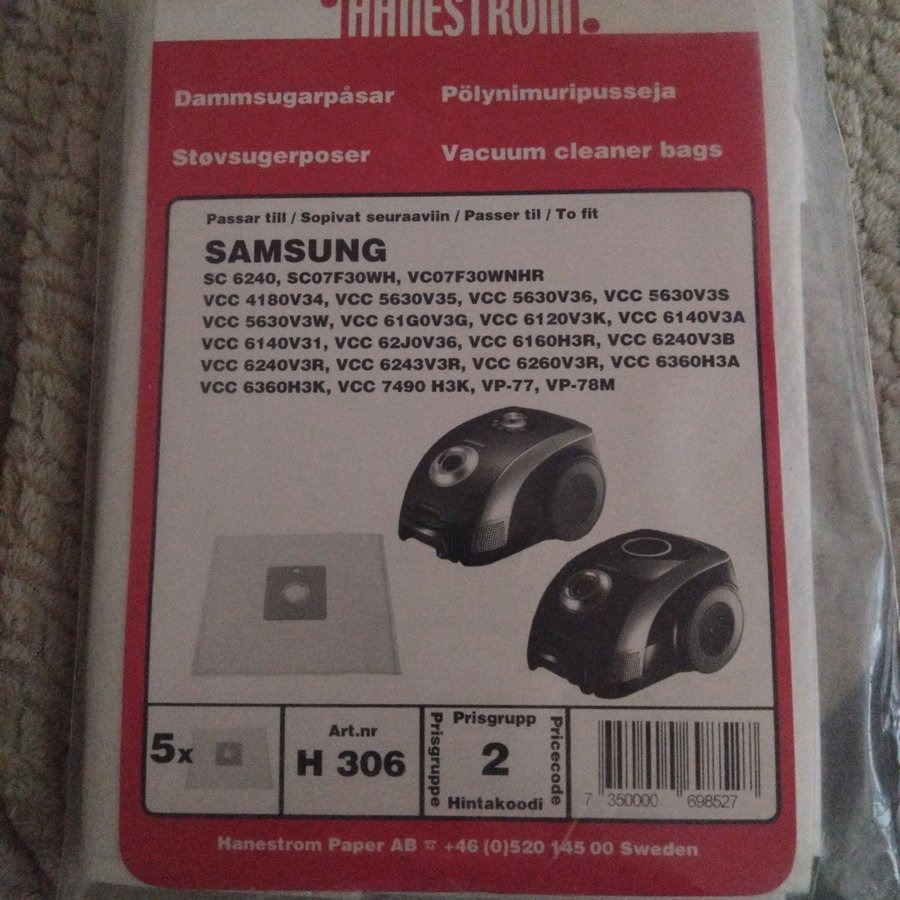 HANESTROM
Dammsugarpåsar Pölynimuripusseja
Støvsugerposer Vacuum cleaner bags
Passar till / Sopivat seuraaviin / Passer til / To fit
SAMSUNG
SC 6240, SC07F30WH, VC07F30WNHR
VCC 4180V34, VCC 5630V35, VCC 5630V36, VCC 5630V3S
VCC 5630V3W, VCC 61G0V3G, VCC 6120V3K, VCC 6140V3A
VCC 6140V31, VCC 62J0V36, VCC 6160H3R, VCC 6240V3B
VCC 6240V3R, VCC 6243V3R, VCC 6260V3R, VCC 6360H3A
VCC 6360H3K, VCC 7490 H3K, VP-77, VP-78M
5x
Art.nr
H 306
Prisgruppe
Prisgrupp
2
Hintakoodi
Pricecode
7 350000 698527
Hanestrom Paper AB ☎ +46 (0)520 145 00 Sweden